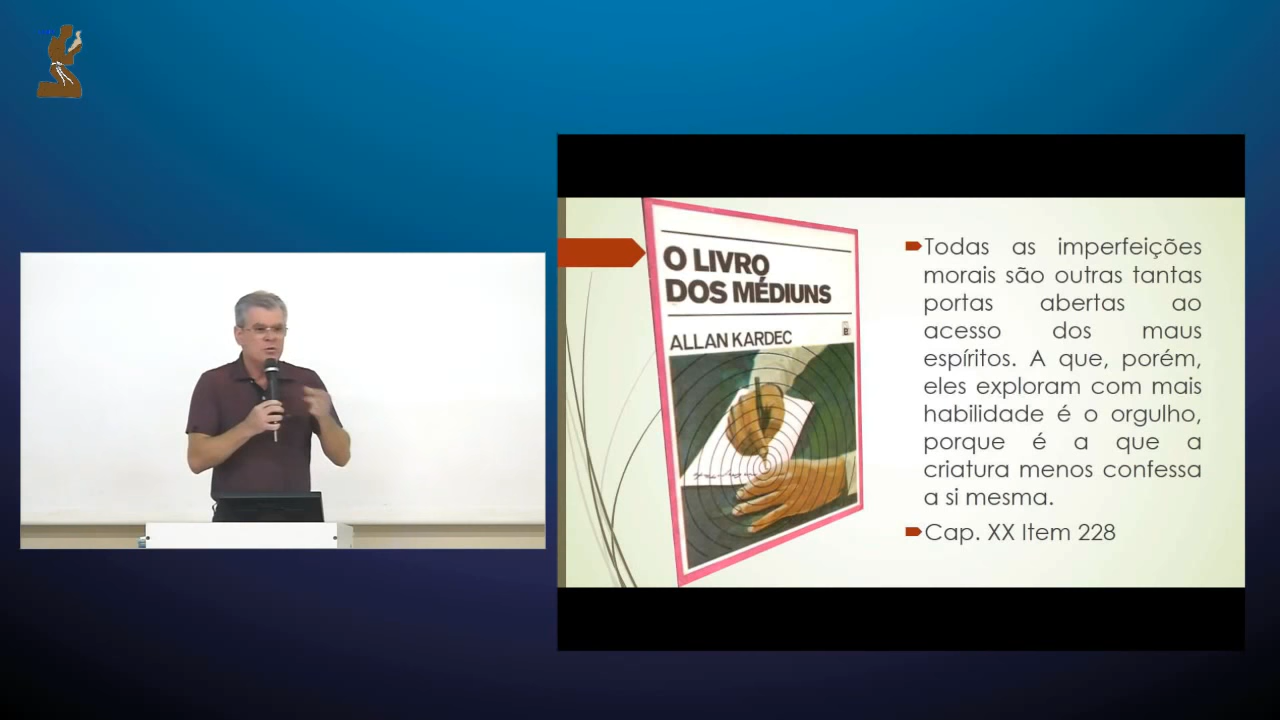 O LIVRO
DOS MÉDIUNS
ALLAN KARDEC
Todas as imperfeições
morais são outras tantas
portas abertas ao
acesso dos maus
espíritos. A que, porém,
eles exploram com mais
habilidade é o orgulho,
porque é a que a
criatura menos confessa
a si mesma.
Cap. XX Item 228